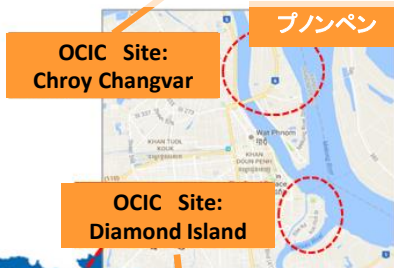 プノンペン
OCIC Site:
Chroy Changvar
KHAN TUOL
KOUK
Wat Phnom
KHAN
DOUN PENH
OCIC Site:
Diamond Island